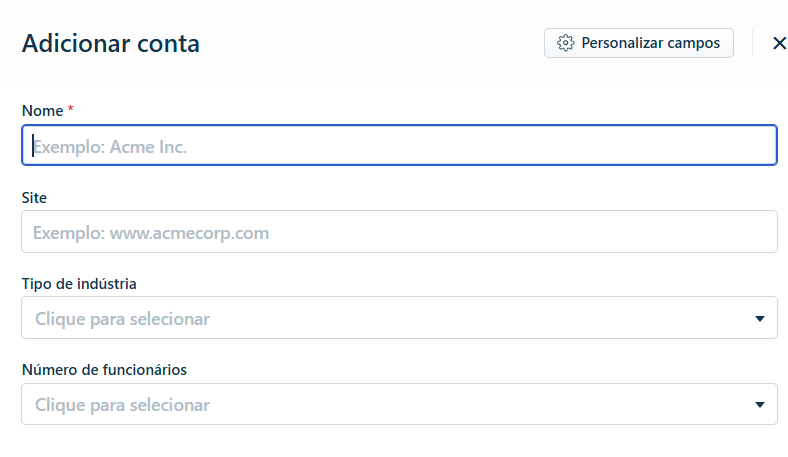 Adicionar conta
Personalizar campos
Nome *
Exemplo: Acme Inc.
Site
Exemplo: www.acmecorp.com
Tipo de indústria
Clique para selecionar
Número de funcionários
Clique para selecionar